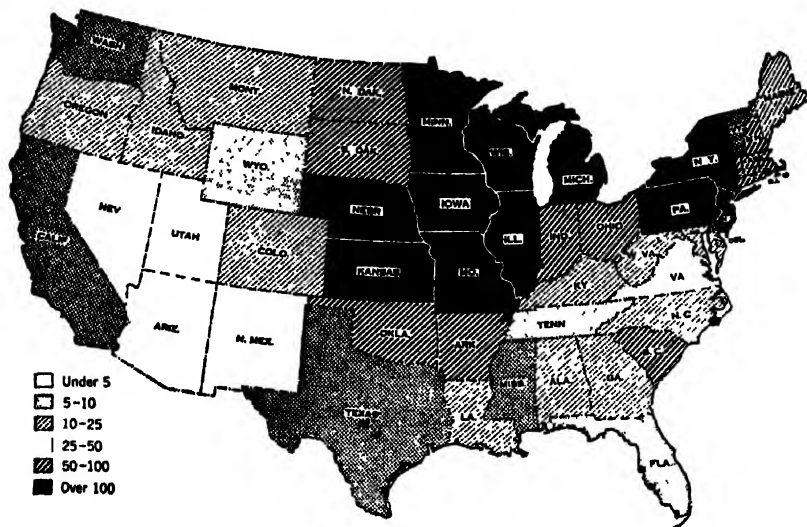 WASH.
MONT.
N. DAK.
MINN.
OREGON
IDAHO
S. DAK.
WIS.
WYO.
MICH.
N. Y.
NEV
UTAH
NEBR
IOWA
PA.
CALIF
COLO.
ILL.
IND
OHIO
KANSAS
MO.
VA
KY.
ARIZ.
N. MEX.
OKLA.
ARK
TENN
N. C.
S. C.
TEXAS
LA.
MISS
ALA.
GA.
FLA.
Under 5
5-10
10-25
25-50
50-100
Over 100